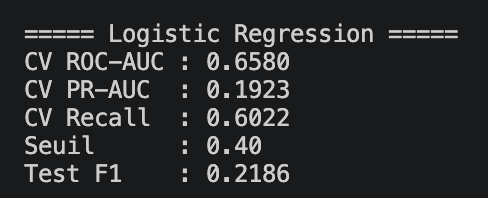 ===== Logistic Regression =====
CV ROC-AUC : 0.6580
CV PR-AUC  : 0.1923
CV Recall  : 0.6022
Seuil      : 0.40
Test F1    : 0.2186